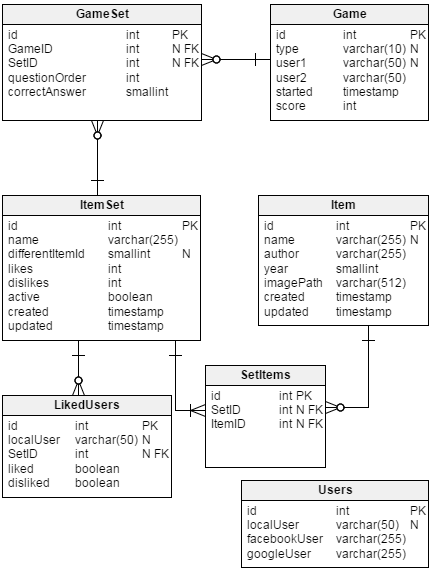 GameSet
id int PK
GameID int N FK
SetID int N FK
questionOrder int
correctAnswer smallint
Game
id int PK
type varchar(10) N
user1 varchar(50) N
user2 varchar(50)
started timestamp
score int
ItemSet
id int PK
name varchar(255)
differentItemId smallint N
likes int
dislikes int
active boolean
created timestamp
updated timestamp
Item
id int PK
name varchar(255) N
author varchar(255)
year smallint
imagePath varchar(512)
created timestamp
updated timestamp
SetItems
id int PK
SetID int N FK
ItemID int N FK
LikedUsers
id int PK
localUser varchar(50) N
SetID int N FK
liked boolean
disliked boolean
Users
id int PK
localUser varchar(50) N
facebookUser varchar(255)
googleUser varchar(255)